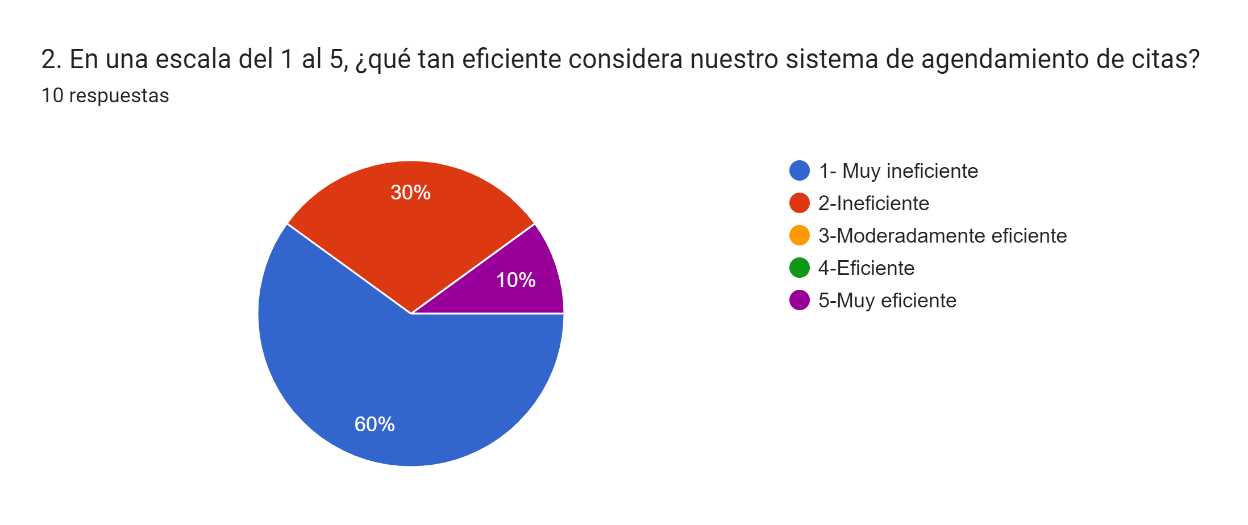 2. En una escala del 1 al 5, ¿qué tan eficiente considera nuestro sistema de agendamiento de citas?
10 respuestas
30%
10%
60%
1- Muy ineficiente
2-Ineficiente
3-Moderadamente eficiente
4-Eficiente
5-Muy eficiente